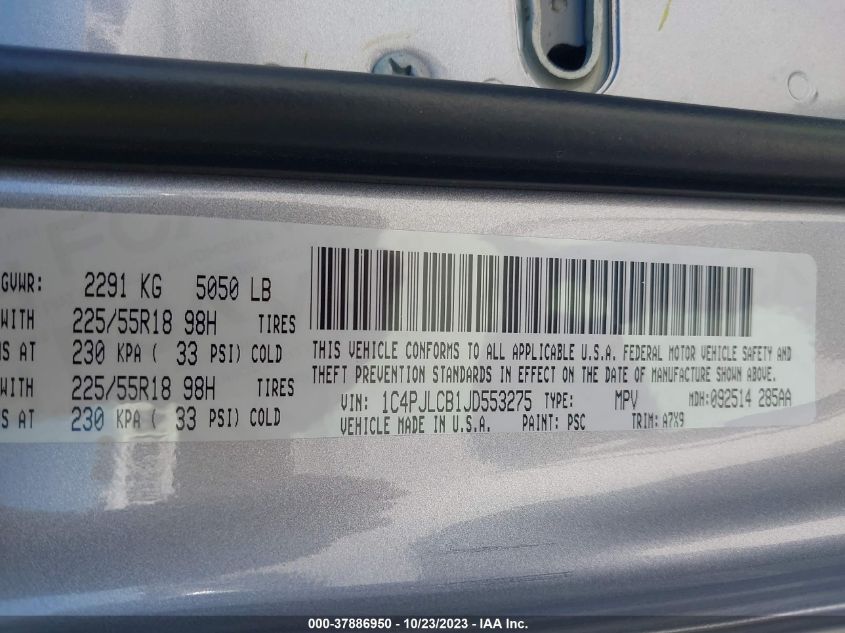 GVWR: 2291 KG 5050 LB
WITH 225/55R18 98H TIRES
AT 230 KPA ( 33 PSI) COLD
WITH 225/55R18 98H TIRES
AT 230 KPA ( 33 PSI) COLD
THIS VEHICLE CONFORMS TO ALL APPLICABLE U.S.A. FEDERAL MOTOR VEHICLE SAFETY AND
THEFT PREVENTION STANDARDS IN EFFECT ON THE DATE OF MANUFACTURE SHOWN ABOVE.
VIN: 1C4PJLCB1JD553275 TYPE: MPV MDH:092514 285AA
VEHICLE MADE IN U.S.A. PAINT: PSC TRIM: A7X9
000-37886950 - 10/23/2023 - IAA Inc.